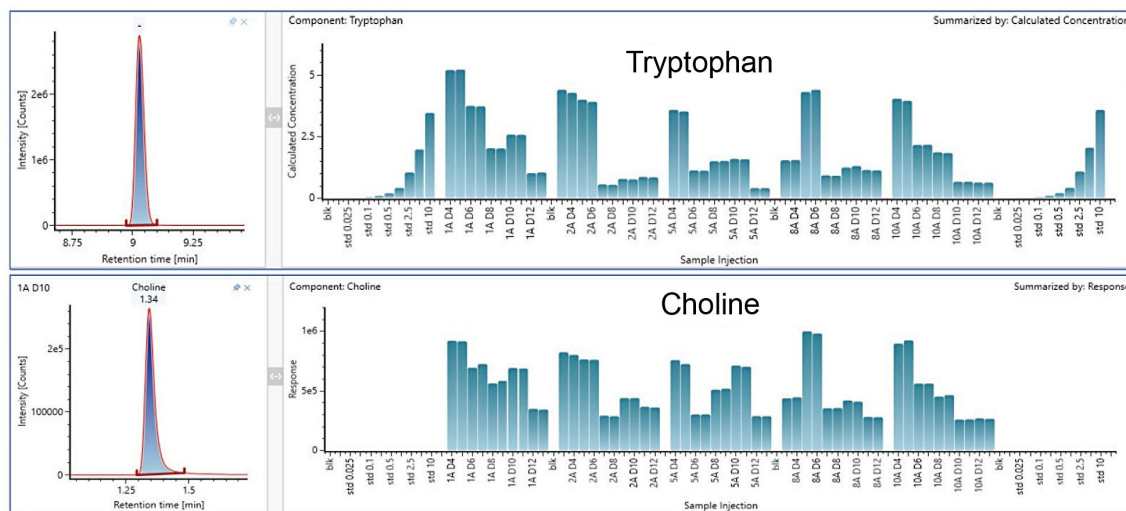 -
Component: Tryptophan
Summarized by: Calculated Concentration
Tryptophan
Intensity [Counts]
2e6
1e6
0
8.75
9
9.25
Retention time [min]
Calculated Concentration
5
2.5
0
blk
std 0.025
std 0.1
std 0.5
std 2.5
std 10
1A D4
1A D6
1A D8
1A D10
1A D12
blk
2A D4
2A D6
2A D8
2A D10
2A D12
5A D4
5A D6
5A D8
5A D10
5A D12
blk
8A D4
8A D6
8A D8
8A D10
8A D12
10A D4
10A D6
10A D8
10A D10
10A D12
blk
std 0.025
std 0.1
std 0.5
std 2.5
std 10
Sample Injection
1A D10
Choline
1.34
Component: Choline
Summarized by: Response
Choline
Intensity [Counts]
2e5
100000
0
1.25
1.5
Retention time [min]
Response
1e6
5e5
0
blk
std 0.025
std 0.1
std 0.5
std 2.5
std 10
1A D4
1A D6
1A D8
1A D10
1A D12
blk
2A D4
2A D6
2A D8
2A D10
2A D12
5A D4
5A D6
5A D8
5A D10
5A D12
blk
8A D4
8A D6
8A D8
8A D10
8A D12
10A D4
10A D6
10A D8
10A D10
10A D12
blk
std 0.025
std 0.1
std 0.5
std 2.5
std 10
Sample Injection